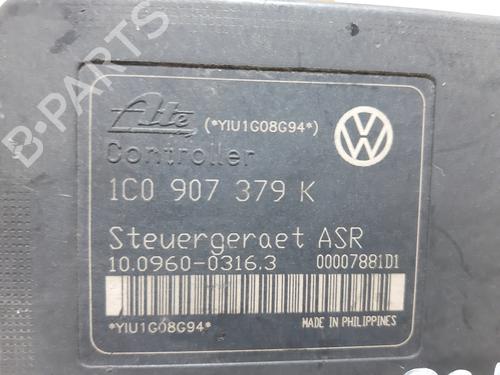 Ate (*YIU1G08G94*)
Controller
1C0 907 379 K
Steuergeraet ASR
10.0960-0316.3 00007881D1
*YIU1G08G94*
MADE IN PHILIPPINES
B-PARTS